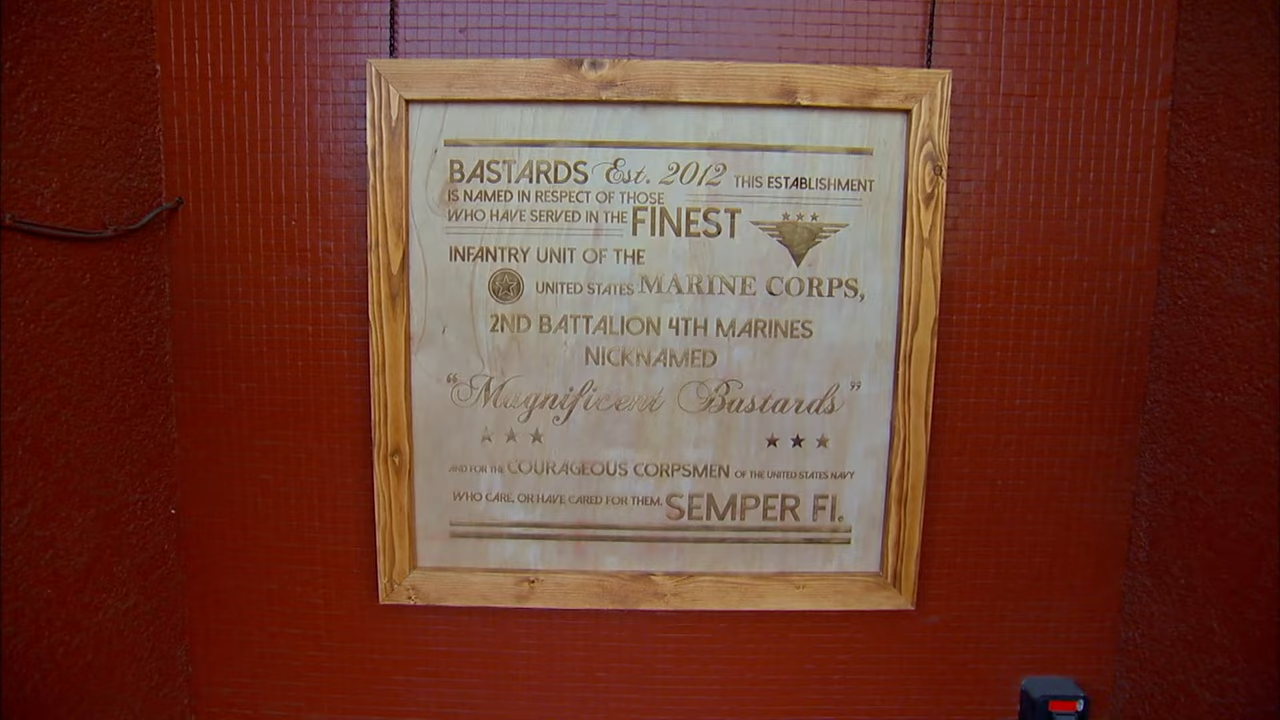 BASTARDS Est. 2012 THIS ESTABLISHMENT
IS NAMED IN RESPECT OF THOSE
WHO HAVE SERVED IN THE FINEST
INFANTRY UNIT OF THE
UNITED STATES MARINE CORPS,
2ND BATTALION 4TH MARINES
NICKNAMED
“Magnificent Bastards”
AND FOR THE COURAGEOUS CORPSMEN OF THE UNITED STATES NAVY
WHO CARE, OR HAVE CARED FOR THEM. SEMPER FI.